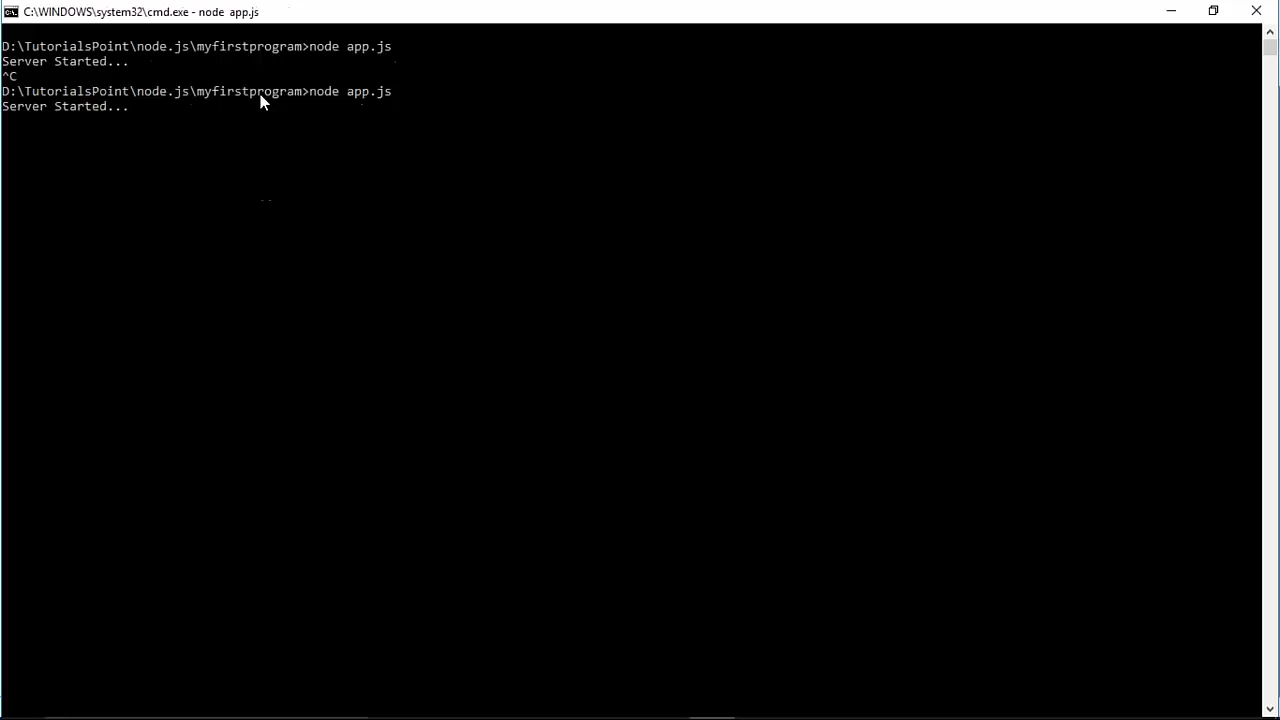 C:\WINDOWS\system32\cmd.exe - node  app.js
D:\TutorialsPoint\node.js\myfirstprogram>node app.js
Server Started...
^C
D:\TutorialsPoint\node.js\myfirstprogram>node app.js
Server Started...